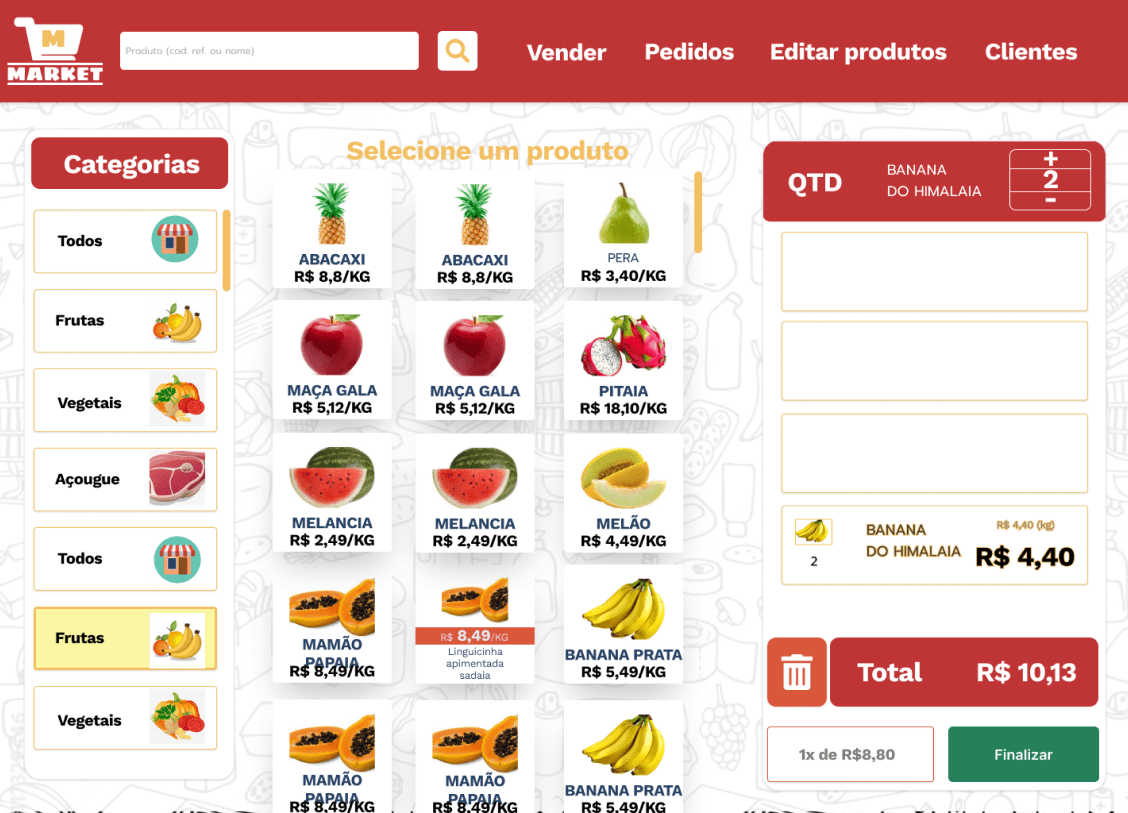 M
MARKET
Produto (cod. ref. ou nome)
Vender
Pedidos
Editar produtos
Clientes
Categorias
Todos
Frutas
Vegetais
Açougue
Todos
Frutas
Vegetais
Selecione um produto
ABACAXI
R$ 8,8/KG
ABACAXI
R$ 8,8/KG
PERA
R$ 3,40/KG
MAÇA GALA
R$ 5,12/KG
MAÇA GALA
R$ 5,12/KG
PITAIA
R$ 18,10/KG
MELANCIA
R$ 2,49/KG
MELANCIA
R$ 2,49/KG
MELÃO
R$ 4,49/KG
MAMÃO
PAPAIA
R$ 8,49/KG
R$ 8,49/KG
Linguicinha
apimentada
sadaia
BANANA PRATA
R$ 5,49/KG
MAMÃO
PAPAIA
R$ 8,49/KG
MAMÃO
PAPAIA
R$ 8,49/KG
BANANA PRATA
R$ 5,49/KG
QTD
BANANA
DO HIMALAIA
+
2
-
2
BANANA
DO HIMALAIA
R$ 4,40 (kg)
R$ 4,40
Total
R$ 10,13
1x de R$8,80
Finalizar